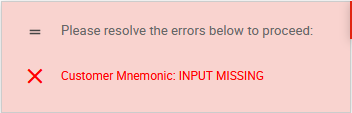 Please resolve the errors below to proceed:
Customer Mnemonic: INPUT MISSING